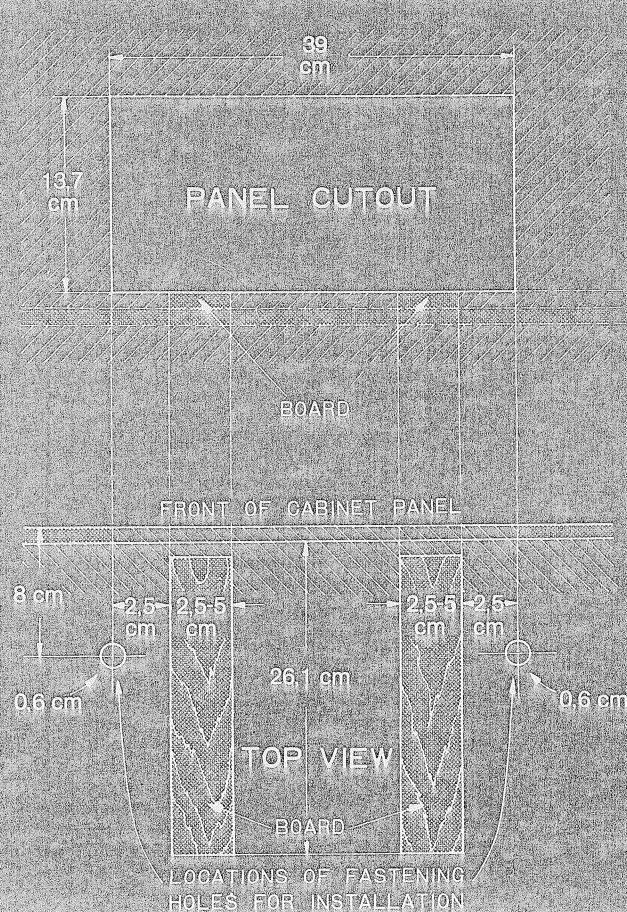 39
cm
13,7
cm
PANEL CUTOUT
BOARD
FRONT OF CABINET PANEL
8 cm
2,5
cm
2,5-5
cm
2,5-5
cm
2,5
cm
0,6 cm
26,1 cm
0,6 cm
TOP VIEW
BOARD
LOCATIONS OF FASTENING
HOLES FOR INSTALLATION